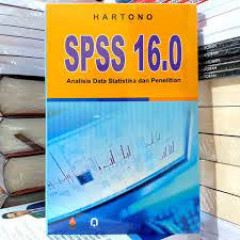 HARTONO
SPSS 16.0
Analisis Data Statistika dan Penelitian